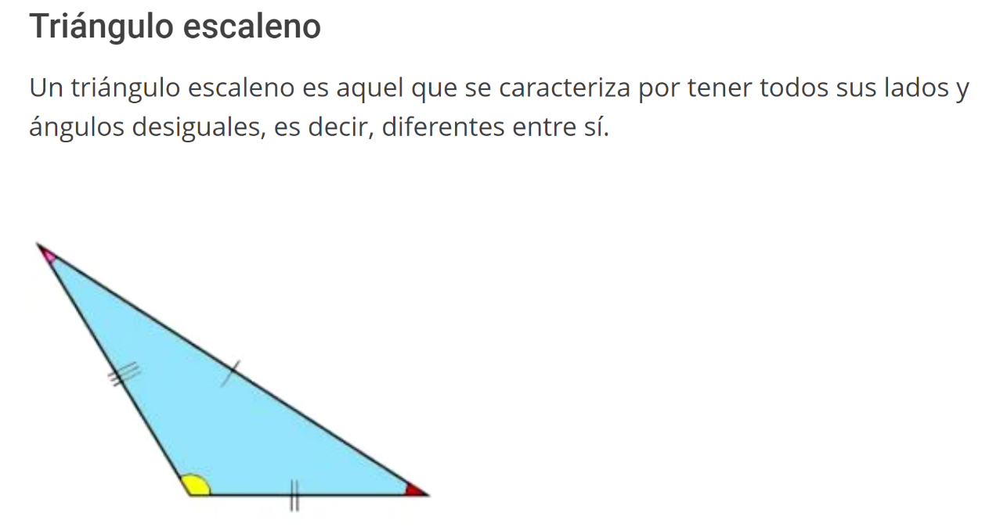 Triángulo escaleno
Un triángulo escaleno es aquel que se caracteriza por tener todos sus lados y
ángulos desiguales, es decir, diferentes entre sí.